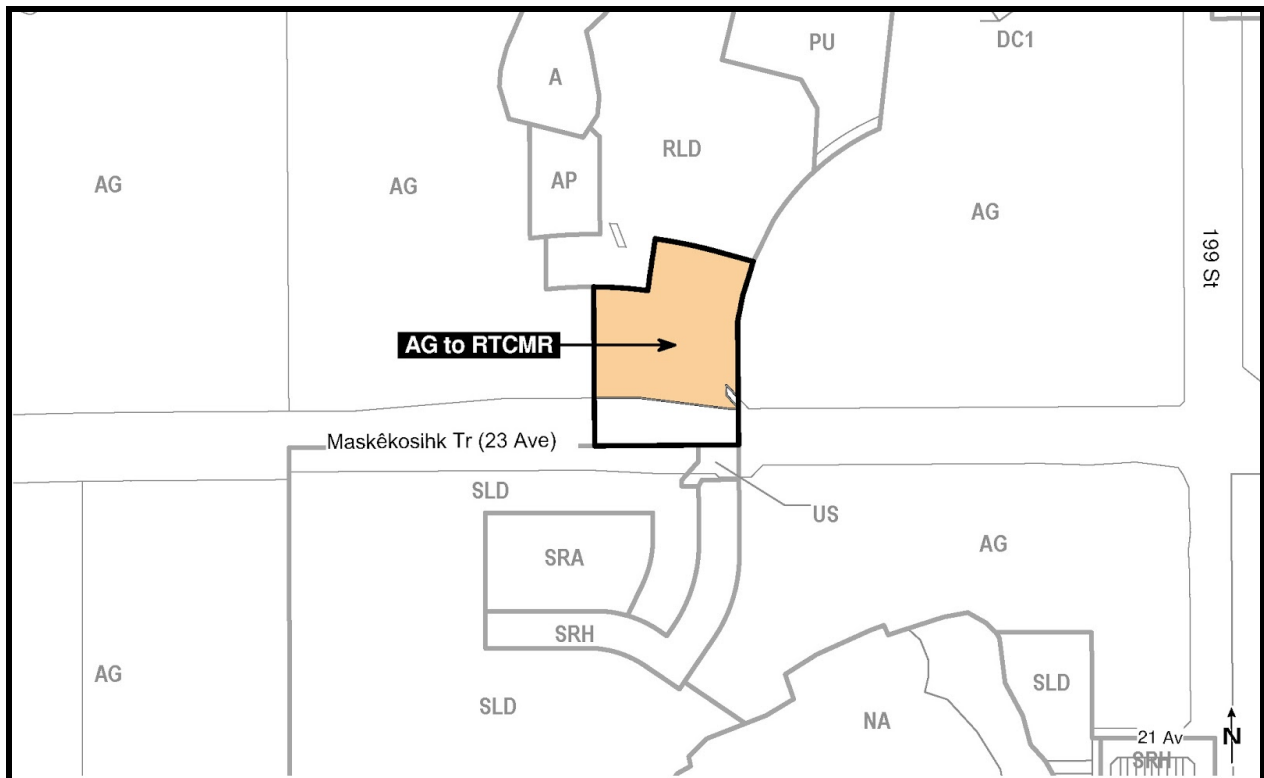 PU
DC1
A
RLD
AG
AG
AP
AG
199 St
AG to RTCMR
Maskêkosihk Tr (23 Ave)
SLD
US
SRA
AG
SRH
AG
SLD
SLD
NA
21 Av
N
SRH